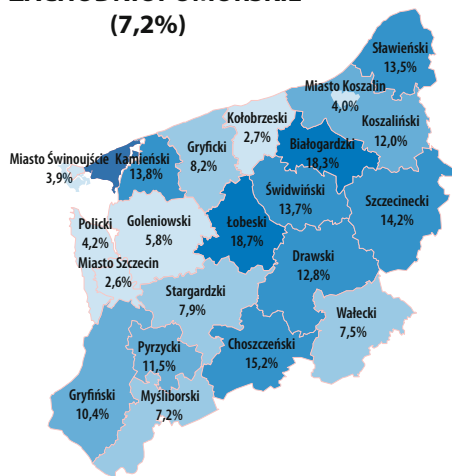 (7,2%)
Sławieński
13,5%
Miasto Koszalin
4,0%
Koszaliński
12,0%
Kołobrzeski
2,7%
Białogardzki
18,3%
Gryficki
8,2%
Miasto Świnoujście
3,9%
Kamieński
13,8%
Świdwiński
13,7%
Szczecinecki
14,2%
Policki
4,2%
Goleniowski
5,8%
Łobeski
18,7%
Miasto Szczecin
2,6%
Drawski
12,8%
Stargardzki
7,9%
Wałecki
7,5%
Choszczeński
15,2%
Pyrzycki
11,5%
Gryfiński
10,4%
Myśliborski
7,2%